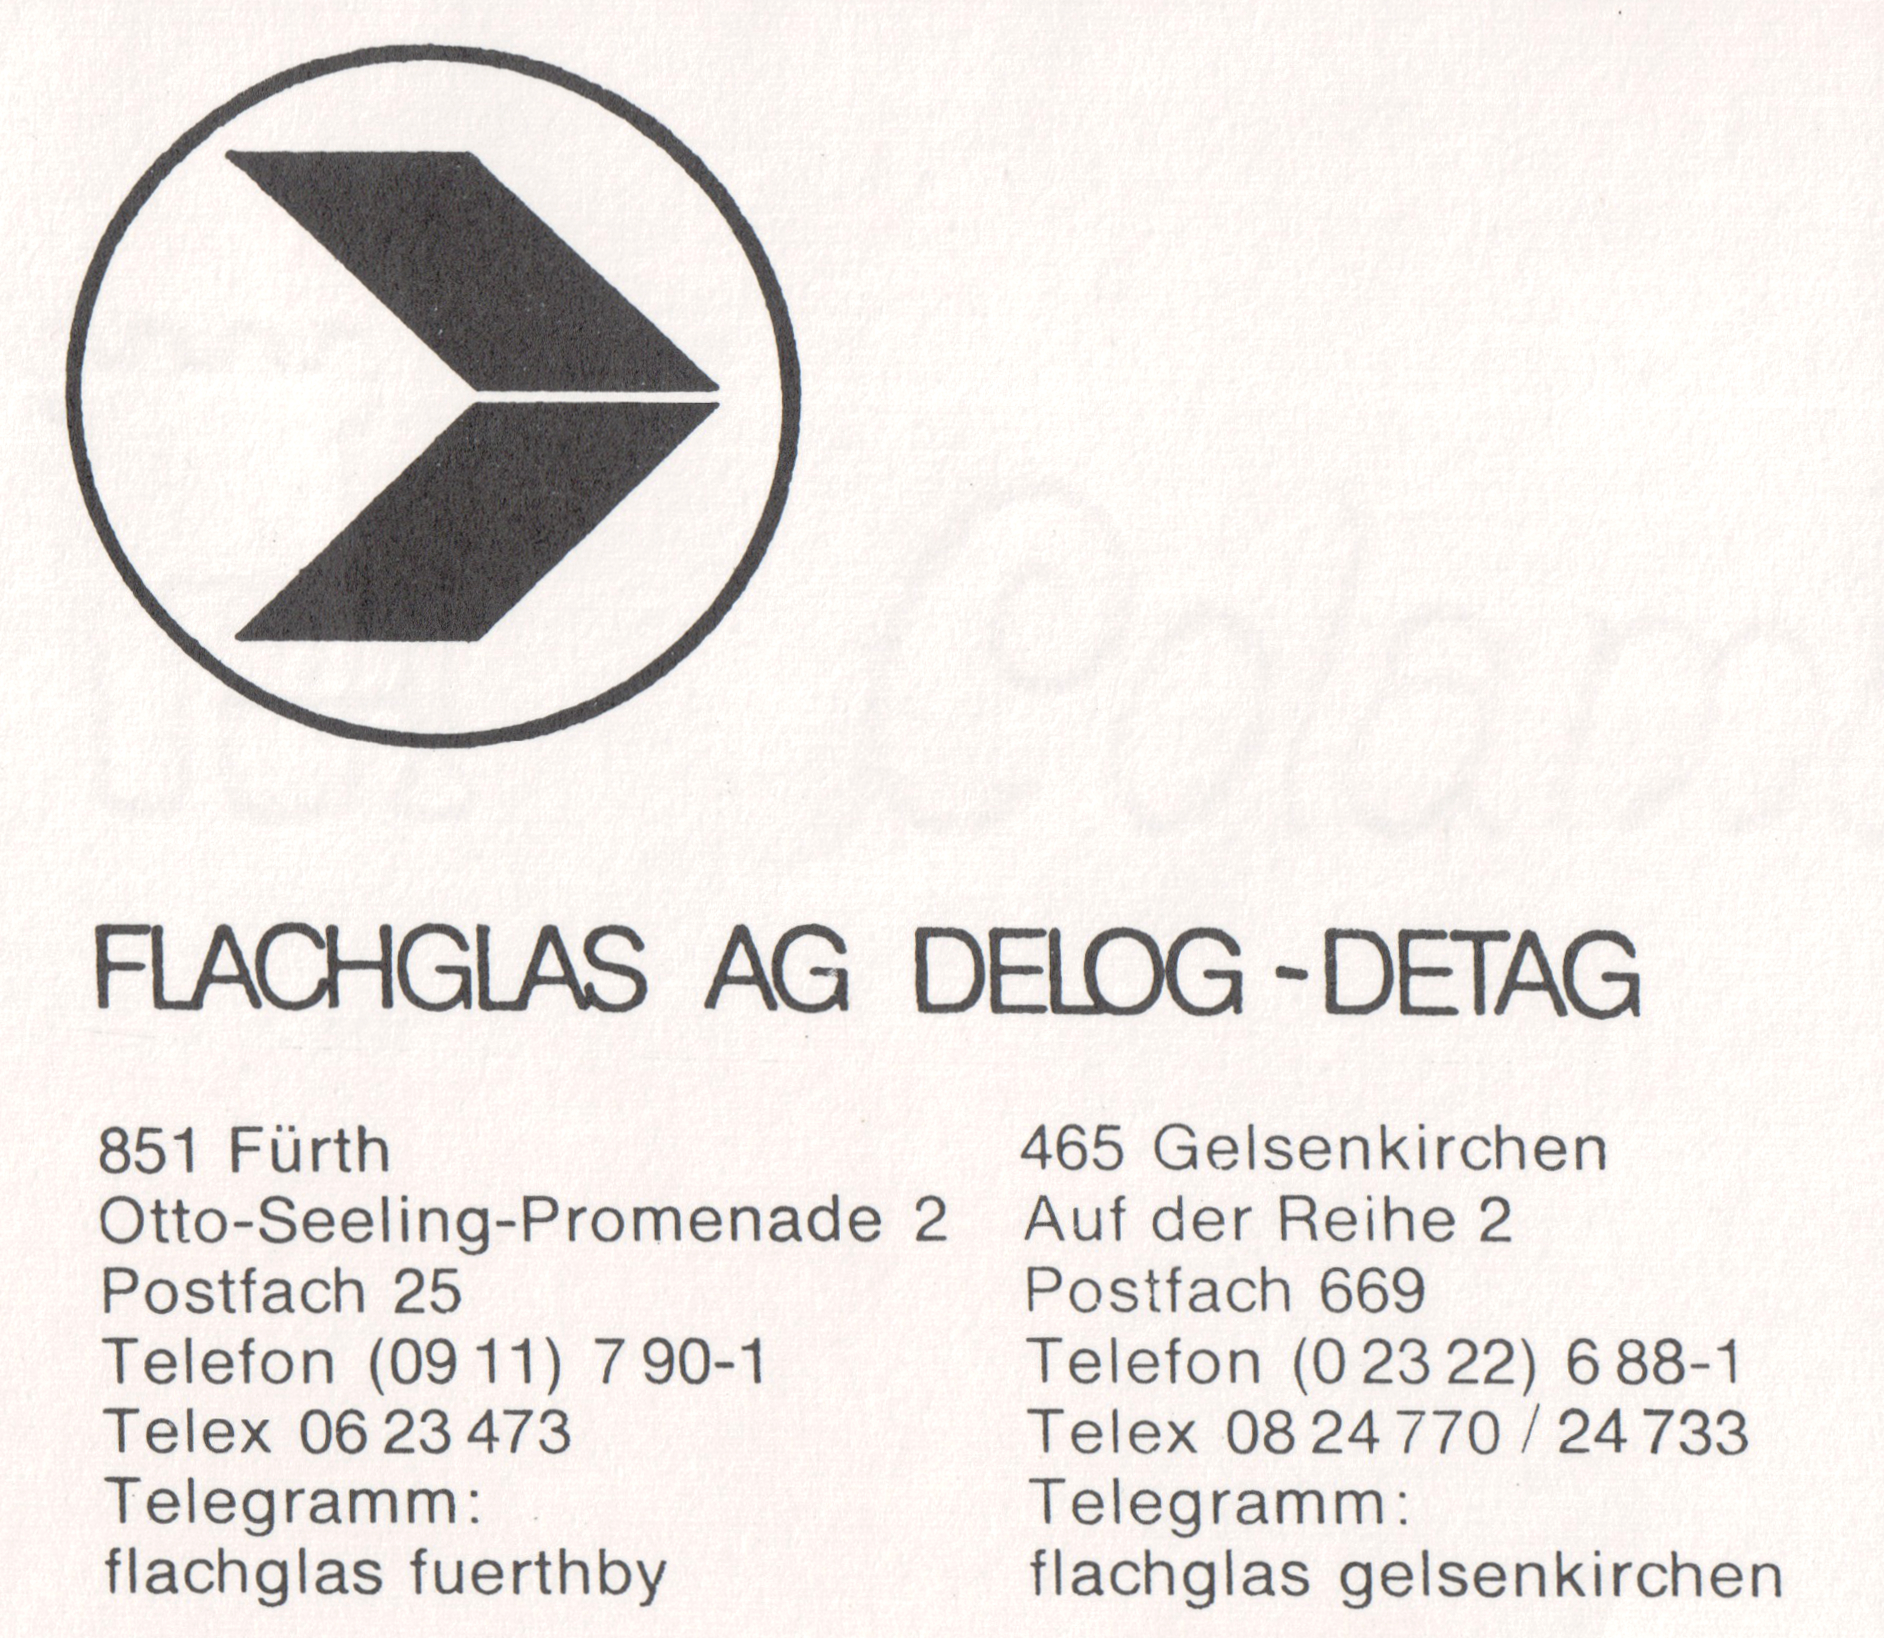 FLACHGLAS AG DELOG-DETAG
851 Fürth
Otto-Seeling-Promenade 2
Postfach 25
Telefon (09 11) 7 90-1
Telex 06 23 473
Telegramm:
flachglas fuerthby
465 Gelsenkirchen
Auf der Reihe 2
Postfach 669
Telefon (0 23 22) 6 88-1
Telex 08 24 770 / 24 733
Telegramm:
flachglas gelsenkirchen